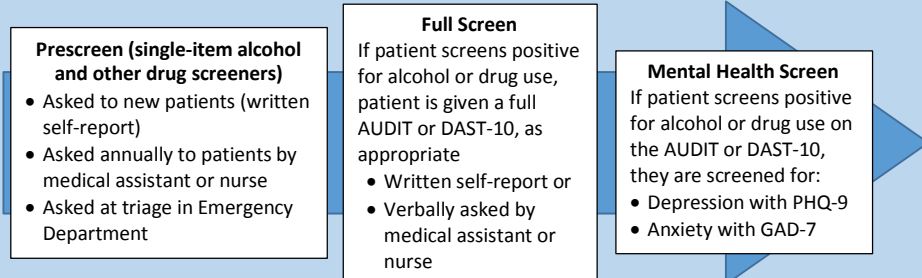 Prescreen (single-item alcohol
and other drug screeners)
• Asked to new patients (written
self-report)
• Asked annually to patients by
medical assistant or nurse
• Asked at triage in Emergency
Department
Full Screen
If patient screens positive
for alcohol or drug use,
patient is given a full
AUDIT or DAST-10, as
appropriate
• Written self-report or
• Verbally asked by
medical assistant or
nurse
Mental Health Screen
If patient screens positive
for alcohol or drug use on
the AUDIT or DAST-10,
they are screened for:
• Depression with PHQ-9
• Anxiety with GAD-7